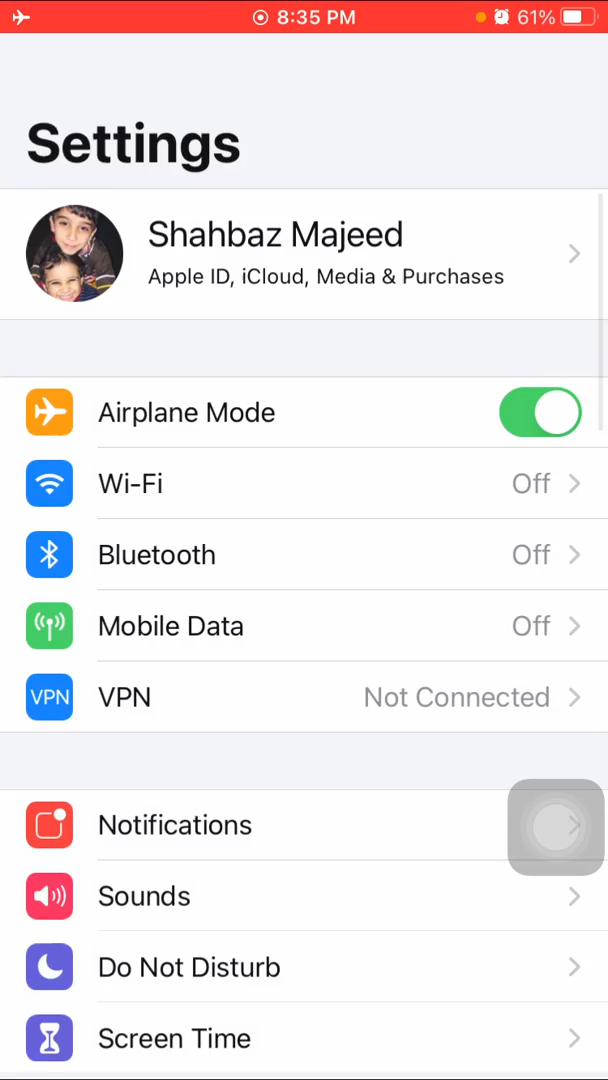 8:35 PM 61%
Settings
Shahbaz Majeed
Apple ID, iCloud, Media & Purchases
Airplane Mode
Wi-Fi Off
Bluetooth Off
Mobile Data Off
VPN VPN Not Connected
Notifications
Sounds
Do Not Disturb
Screen Time